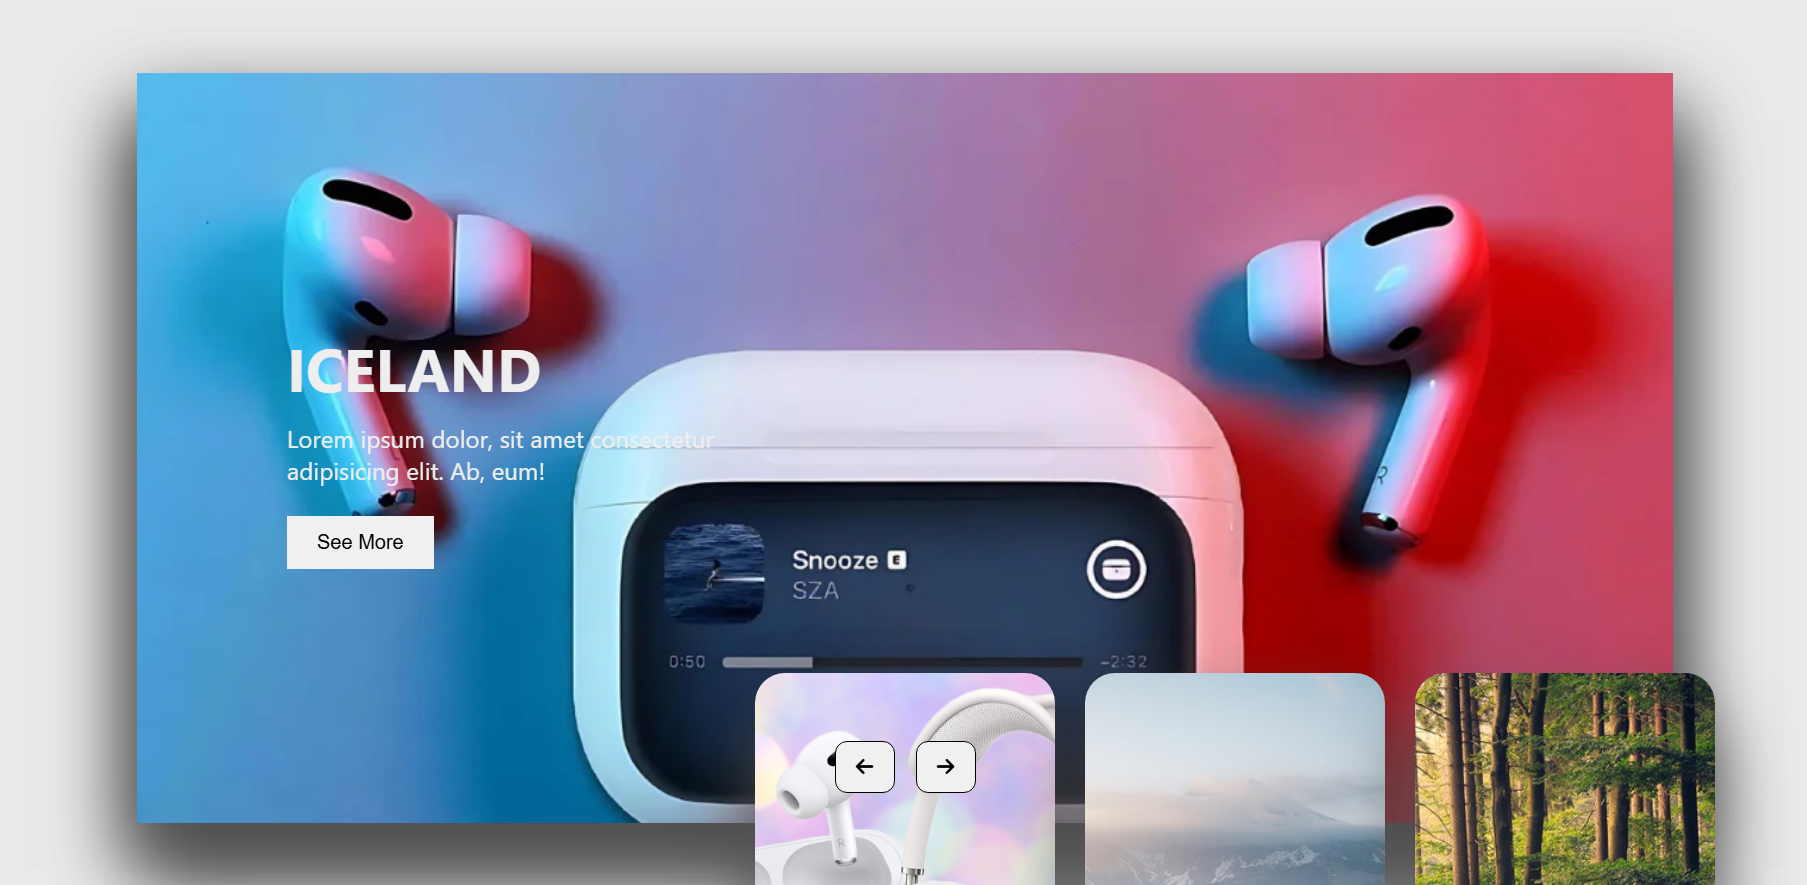 ICELAND
Lorem ipsum dolor, sit amet consectetur
adipisicing elit. Ab, eum!
See More
Snooze E
SZA
0:50 -2:32
R
R